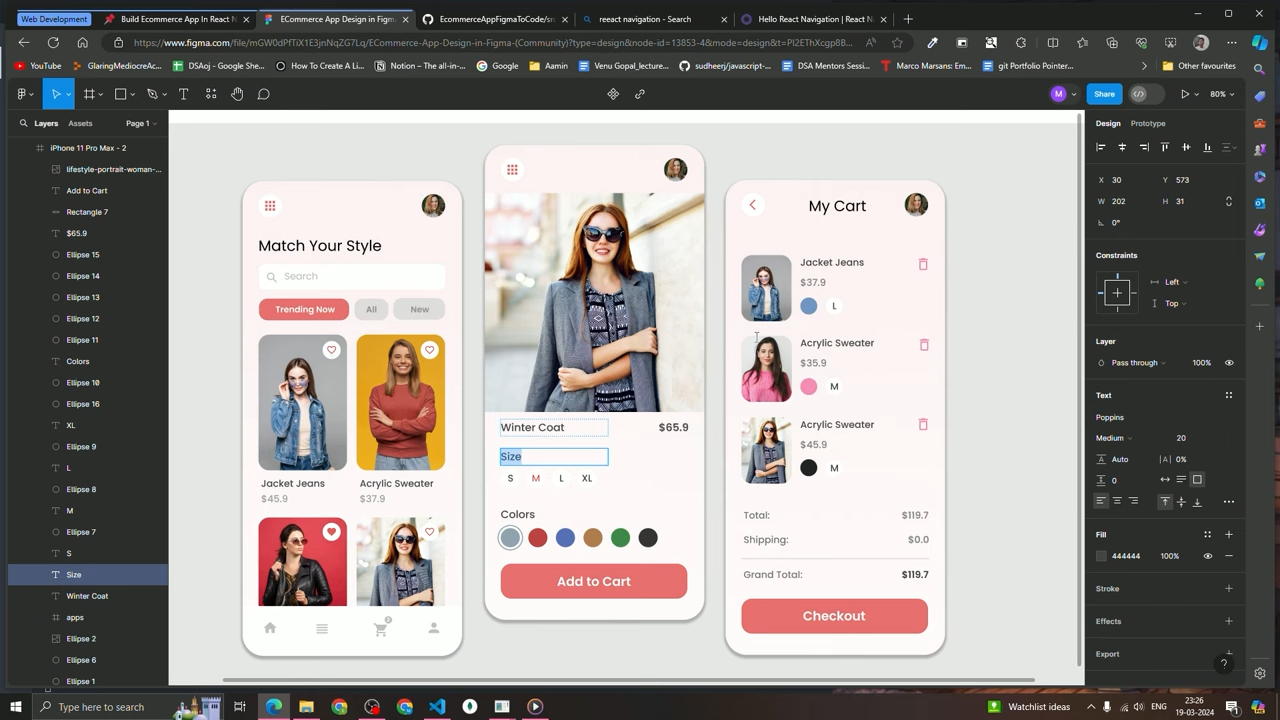 Web Development
Build Ecommerce App In React N
ECommerce App Design in Figm
EcommerceAppFigmaToCode/src
reeact navigation - Search
Hello React Navigation | React N
https://www.figma.com/file/mGW0dPfTiX1E3jnNqZG7Lq/ECommerce-App-Design-in-Figma-(Community)?type=design&node-id=13853-4&mode=design&t=PI2EThXcgp8B...
YouTube
GlaringMediocreAc...
DSAoj - Google She...
How To Create A Li...
Notion – The all-in-...
Google
Aamin
Venu Gopal_lecture...
sudheerj/javascript-...
DSA Mentors Sessi...
Marco Marsans: Em...
git Portfolio Pointer...
Other favourites
M
Share
80%
Layers
Assets
Page 1
iPhone 11 Pro Max - 2
lifestyle-portrait-woman-...
Add to Cart
Rectangle 7
$65.9
Ellipse 15
Ellipse 14
Ellipse 13
Ellipse 12
Ellipse 11
Colors
Ellipse 10
Ellipse 16
XL
Ellipse 9
L
Ellipse 8
M
Ellipse 7
S
Size
Winter Coat
apps
Ellipse 2
Ellipse 6
Ellipse 1
Match Your Style
Search
Trending Now
All
New
Jacket Jeans
$45.9
Acrylic Sweater
$37.9
2
Winter Coat
$65.9
Size
S
M
L
XL
Colors
Add to Cart
My Cart
Jacket Jeans
$37.9
L
Acrylic Sweater
$35.9
M
Acrylic Sweater
$45.9
M
Total:
$119.7
Shipping:
$0.0
Grand Total:
$119.7
Checkout
Design
Prototype
X 30
Y 573
W 202
H 31
0°
Constraints
Left
Top
Layer
Pass through
100%
Text
Poppins
Medium
20
Auto
0%
0
Fill
444444
100%
Stroke
Effects
Export
?
Type here to search
Watchlist ideas
ENG
23:26
19-03-2024